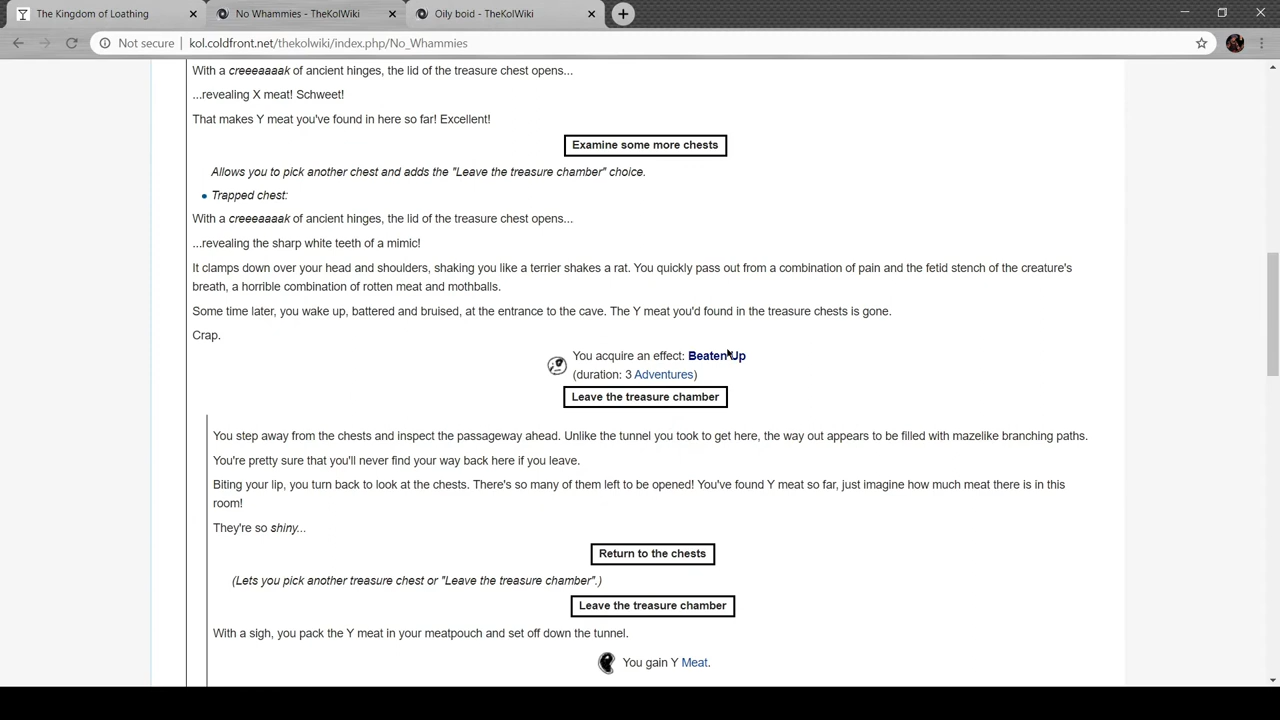 The Kingdom of Loathing
No Whammies - TheKolWiki
Oily boid - TheKolWiki
Not secure
kol.coldfront.net/thekolwiki/index.php/No_Whammies
With a creeeaaaak of ancient hinges, the lid of the treasure chest opens...
...revealing X meat! Schweet!
That makes Y meat you've found in here so far! Excellent!
Examine some more chests
Allows you to pick another chest and adds the "Leave the treasure chamber" choice.
Trapped chest:
With a creeeaaaak of ancient hinges, the lid of the treasure chest opens...
...revealing the sharp white teeth of a mimic!
It clamps down over your head and shoulders, shaking you like a terrier shakes a rat. You quickly pass out from a combination of pain and the fetid stench of the creature's
breath, a horrible combination of rotten meat and mothballs.
Some time later, you wake up, battered and bruised, at the entrance to the cave. The Y meat you'd found in the treasure chests is gone.
Crap.
You acquire an effect: Beaten Up
(duration: 3 Adventures)
Leave the treasure chamber
You step away from the chests and inspect the passageway ahead. Unlike the tunnel you took to get here, the way out appears to be filled with mazelike branching paths.
You're pretty sure that you'll never find your way back here if you leave.
Biting your lip, you turn back to look at the chests. There's so many of them left to be opened! You've found Y meat so far, just imagine how much meat there is in this
room!
They're so shiny...
Return to the chests
(Lets you pick another treasure chest or "Leave the treasure chamber".)
Leave the treasure chamber
With a sigh, you pack the Y meat in your meatpouch and set off down the tunnel.
You gain Y Meat.